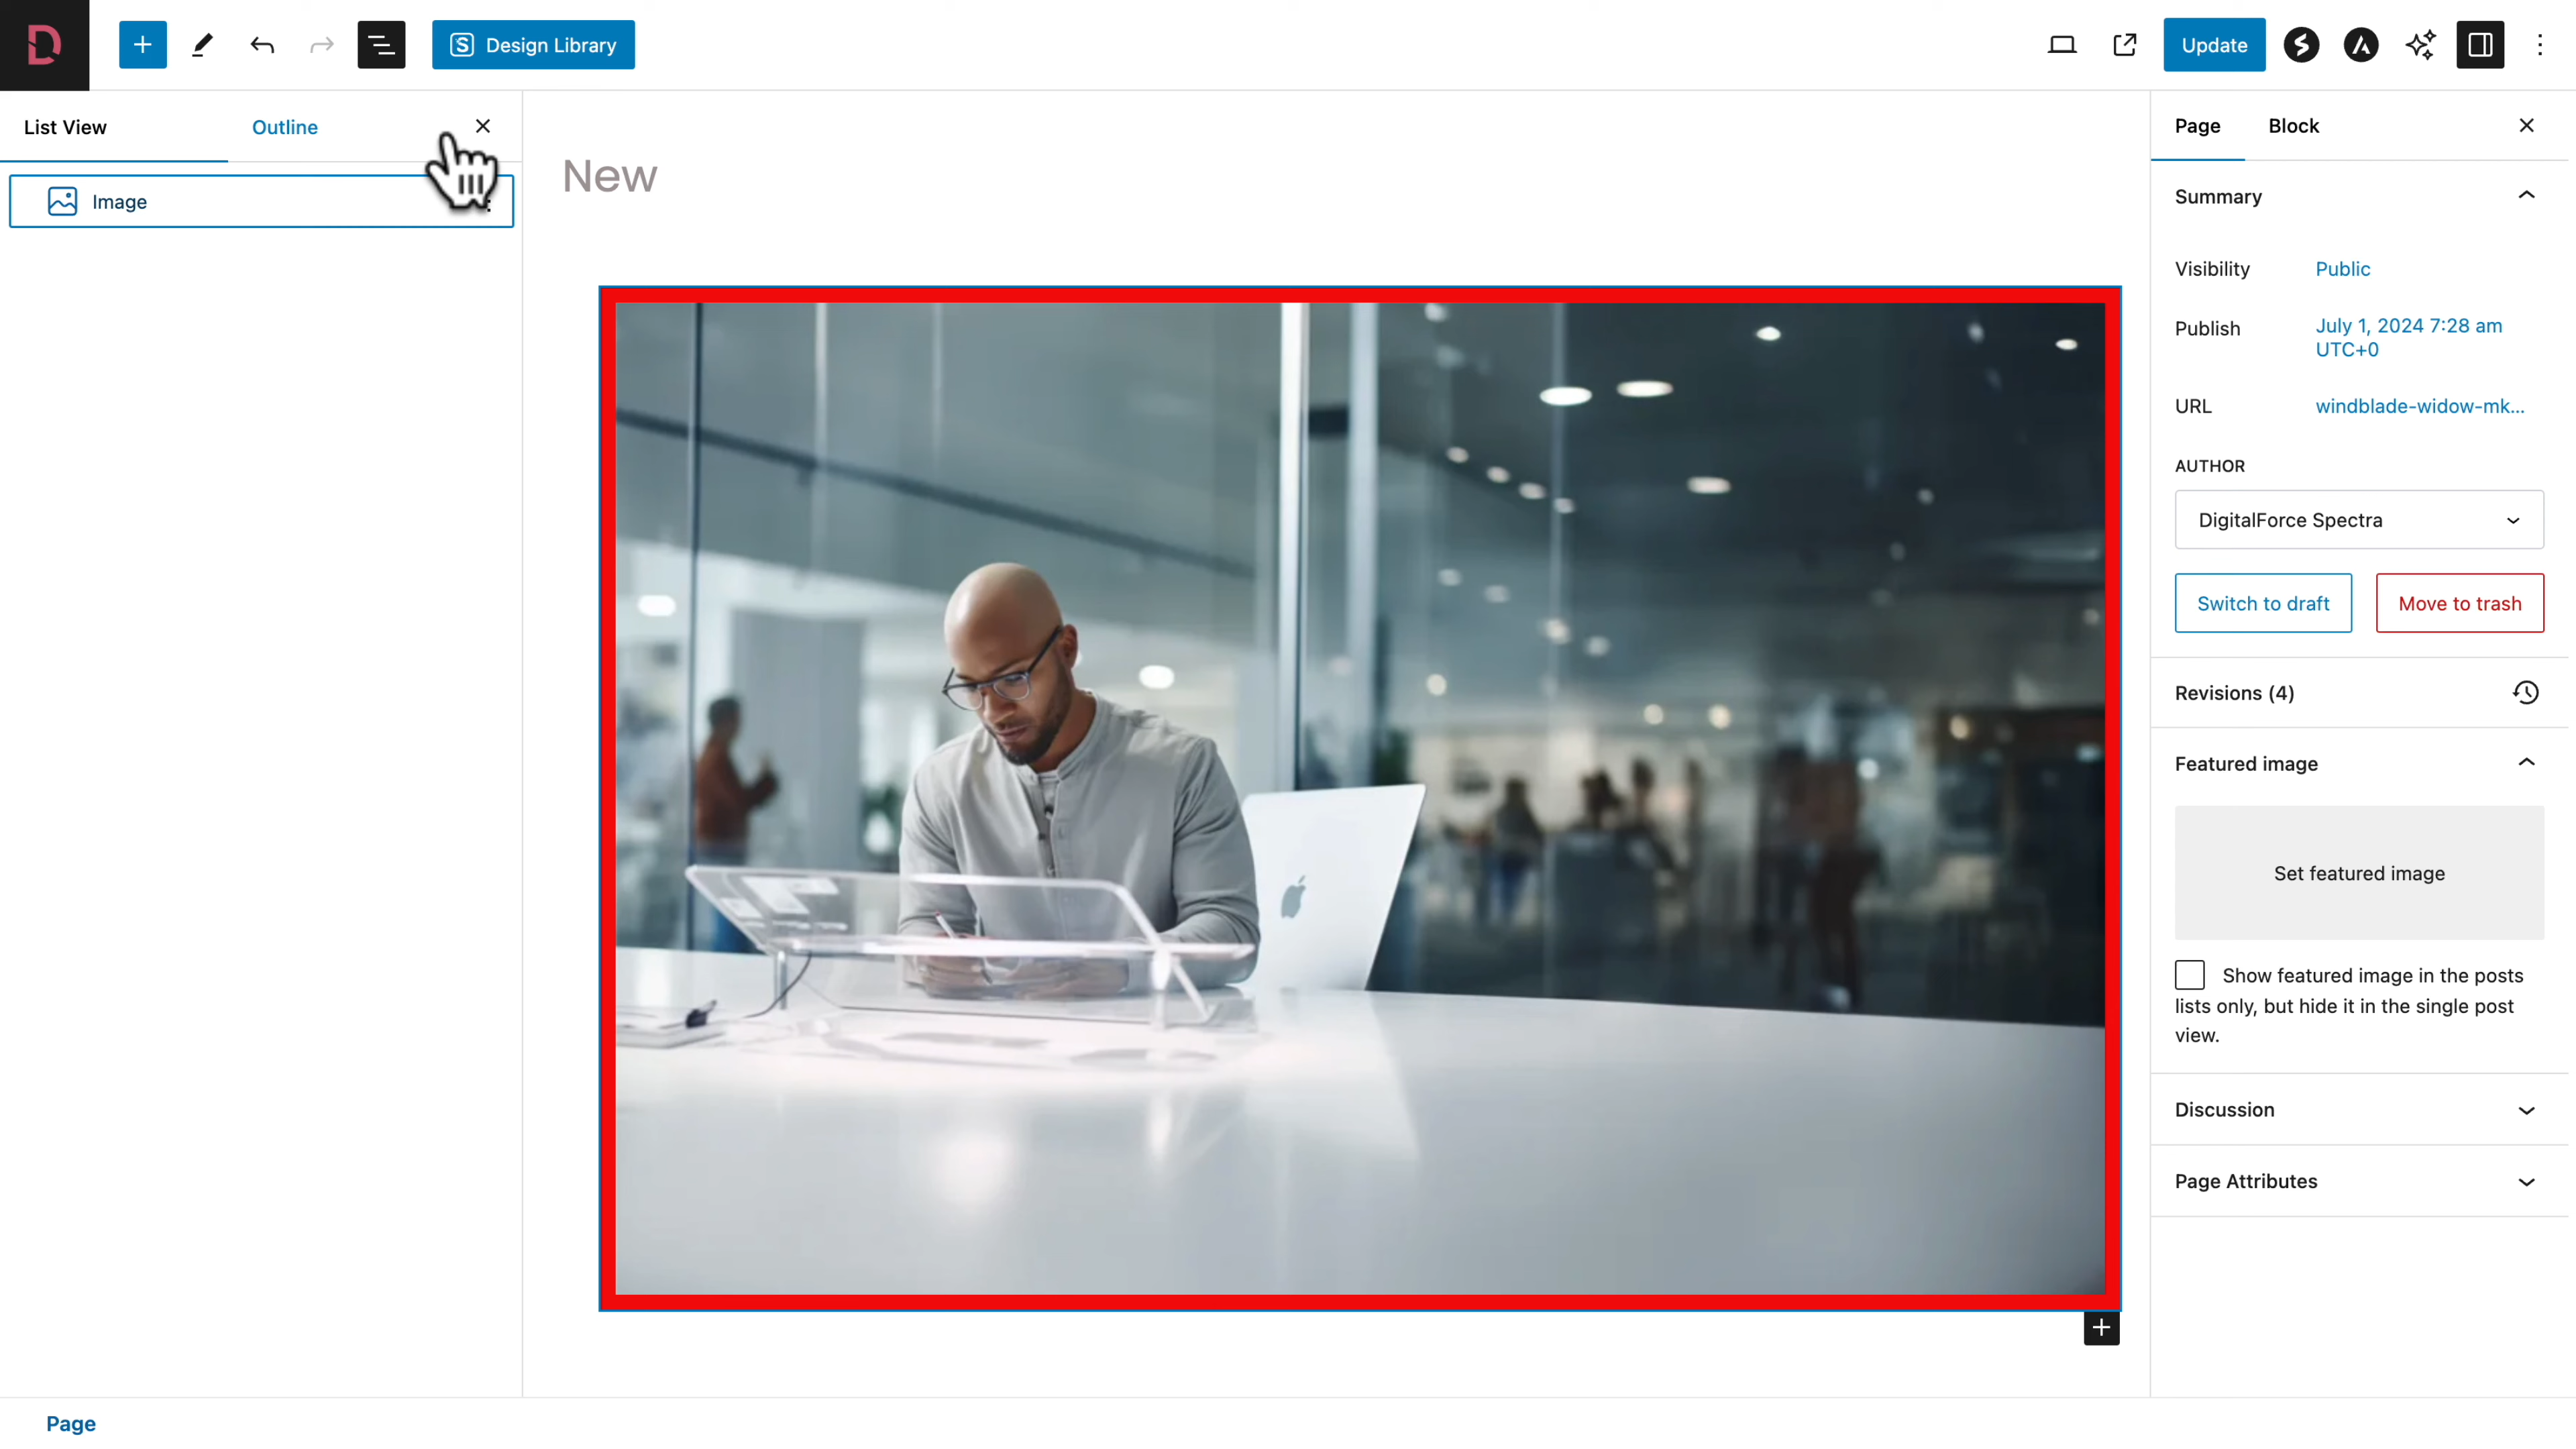 Design Library
Update
List View
Outline
Image
New
Page
Block
Summary
Visibility
Public
Publish
July 1, 2024 7:28 am
UTC+0
URL
windblade-widow-mk...
AUTHOR
DigitalForce Spectra
Switch to draft
Move to trash
Revisions (4)
Featured image
Set featured image
Show featured image in the posts
lists only, but hide it in the single post
view.
Discussion
Page Attributes
Page